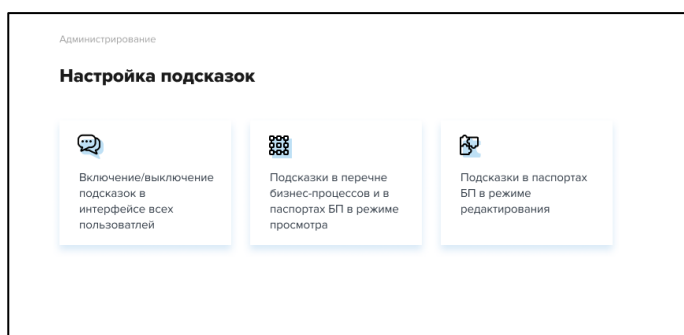 Администрирование
Настройка подсказок
Включение/выключение
подсказок в
интерфейсе всех
пользоватлей
Подсказки в перечне
бизнес-процессов и в
паспортах БП в режиме
просмотра
Подсказки в паспортах
БП в режиме
редактирования